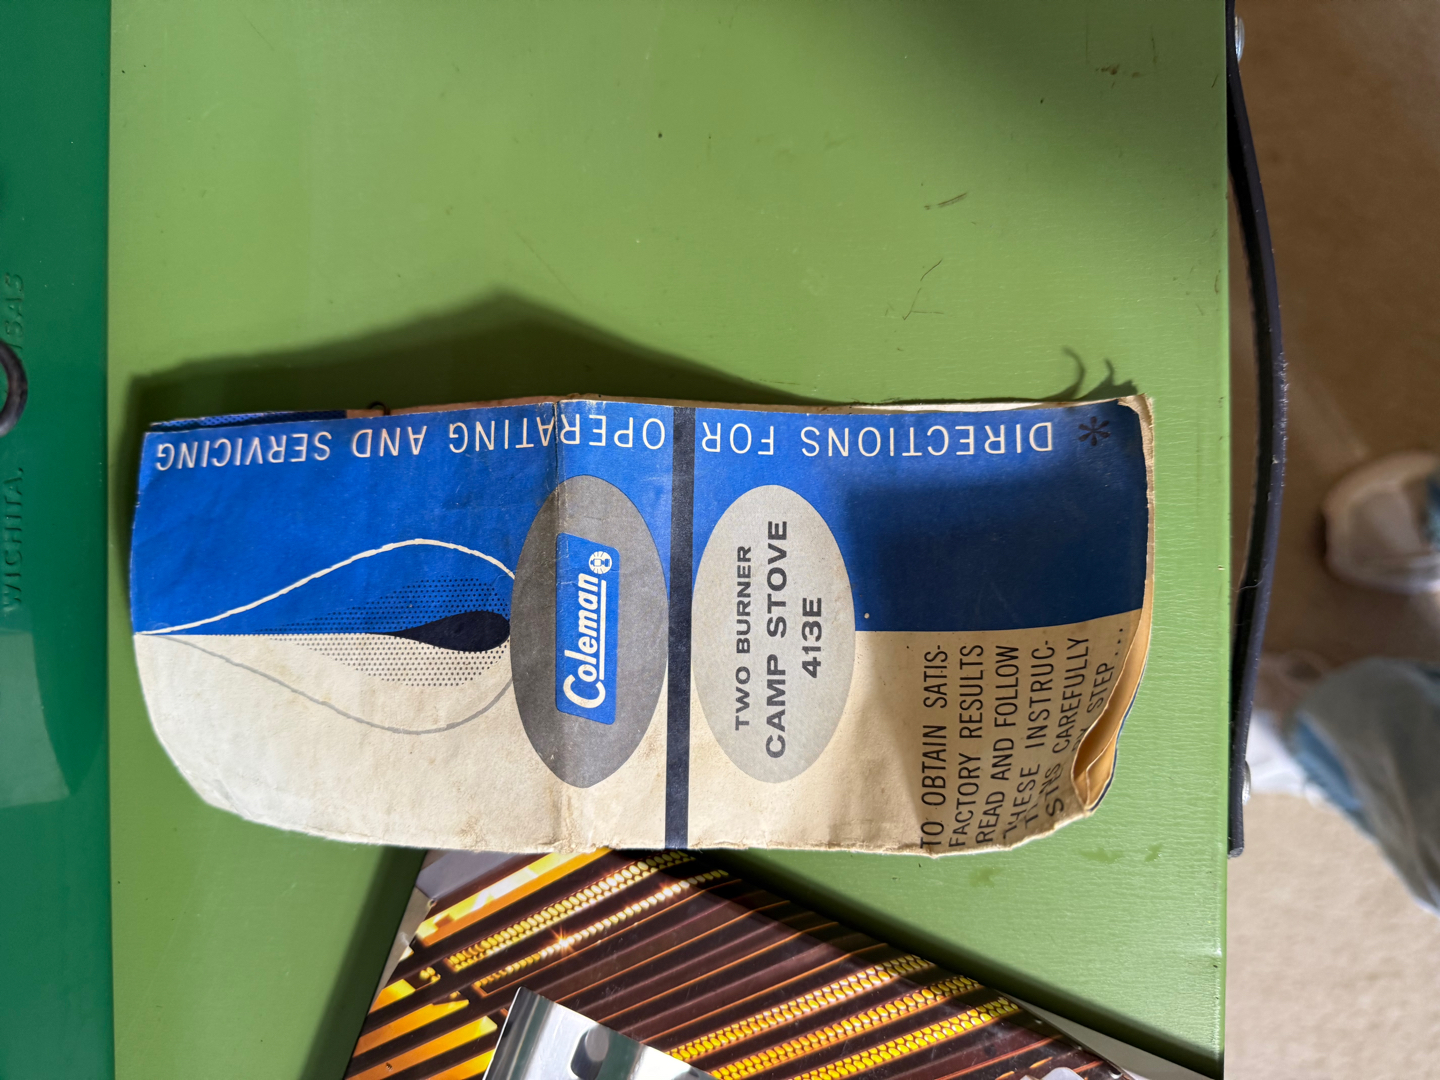 * DIRECTIONS FOR OPERATING AND SERVICING
Coleman
TWO BURNER
CAMP STOVE
413E
TO OBTAIN SATIS-
FACTORY RESULTS
READ AND FOLLOW
THESE INSTRUC-
CAREFULLY
STEP ...
WICHITA,